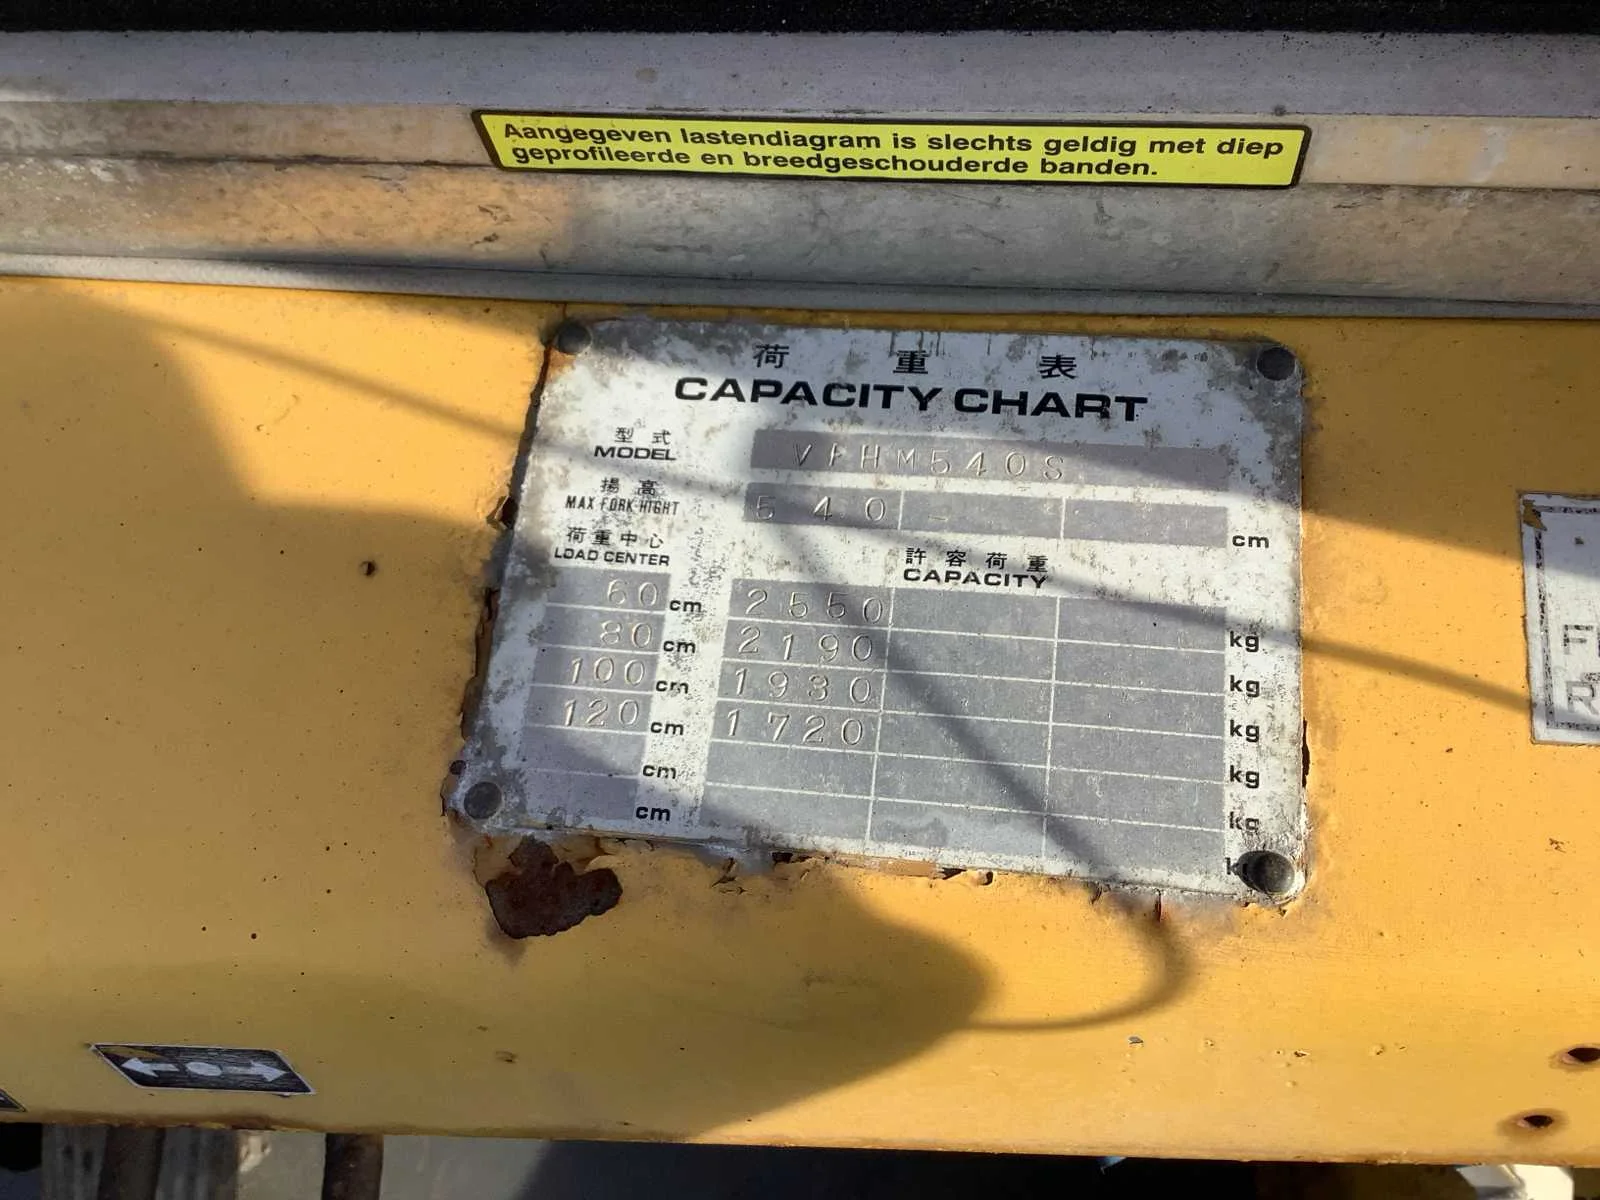 Aangegeven lastendiagram is slechts geldig met diep
geprofileerde en breedgeschouderde banden.
荷重表
CAPACITY CHART
型式
MODEL VFHM540S
揚高
MAX FORK HIGHT 540 - cm
荷重中心 許容荷重
LOAD CENTER CAPACITY
60 cm 2550 kg
80 cm 2190 kg
100 cm 1930 kg
120 cm 1720 kg
cm kg
cm